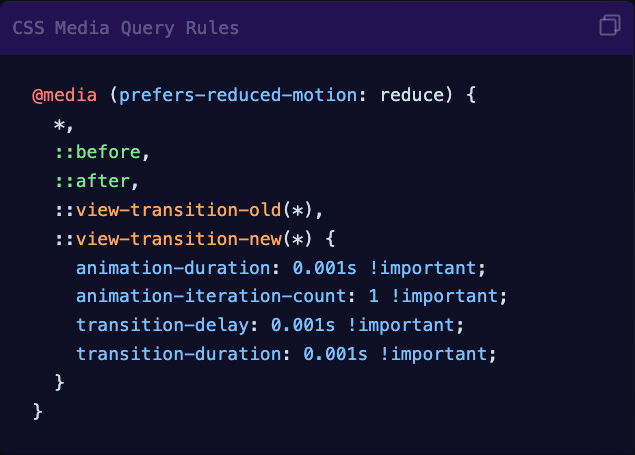 CSS Media Query Rules
@media (prefers-reduced-motion: reduce) {
  *,
  ::before,
  ::after,
  ::view-transition-old(*),
  ::view-transition-new(*) {
    animation-duration: 0.001s !important;
    animation-iteration-count: 1 !important;
    transition-delay: 0.001s !important;
    transition-duration: 0.001s !important;
  }
}